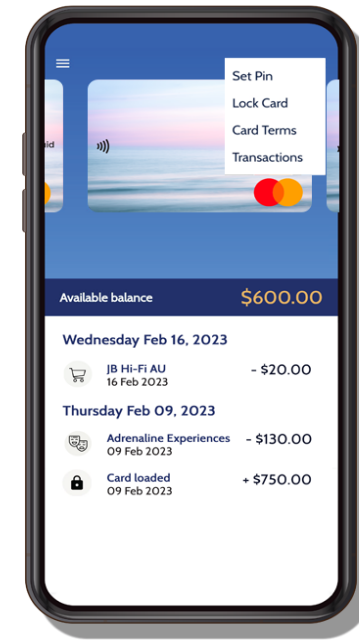 Set Pin
Lock Card
Card Terms
Transactions
Available balance $600.00
Wednesday Feb 16, 2023
JB Hi-Fi AU - $20.00
16 Feb 2023
Thursday Feb 09, 2023
Adrenaline Experiences - $130.00
09 Feb 2023
Card loaded + $750.00
09 Feb 2023